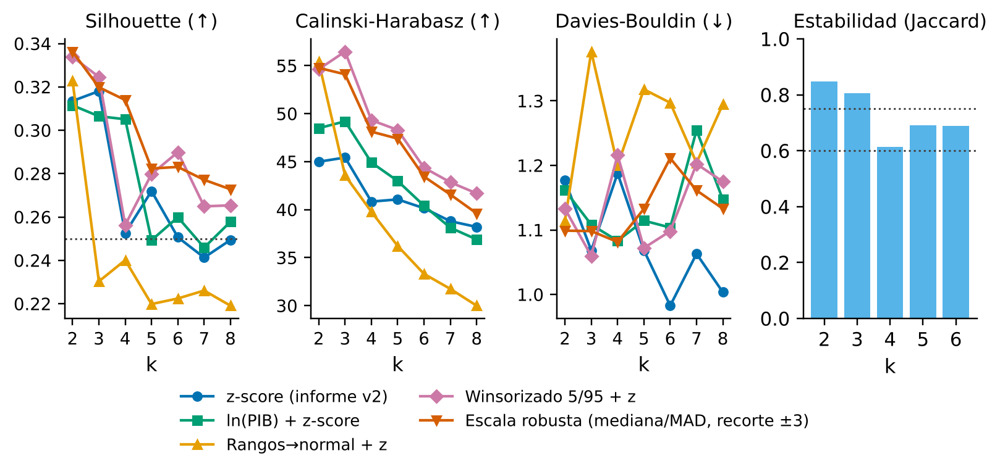 Silhouette (↑)
0.34
0.32
0.30
0.28
0.26
0.24
0.22
2 3 4 5 6 7 8
k
Calinski-Harabasz (↑)
55
50
45
40
35
30
2 3 4 5 6 7 8
k
Davies-Bouldin (↓)
1.3
1.2
1.1
1.0
2 3 4 5 6 7 8
k
Estabilidad (Jaccard)
1.0
0.8
0.6
0.4
0.2
0.0
2 3 4 5 6
k
z-score (informe v2)
ln(PIB) + z-score
Rangos→normal + z
Winsorizado 5/95 + z
Escala robusta (mediana/MAD, recorte ±3)